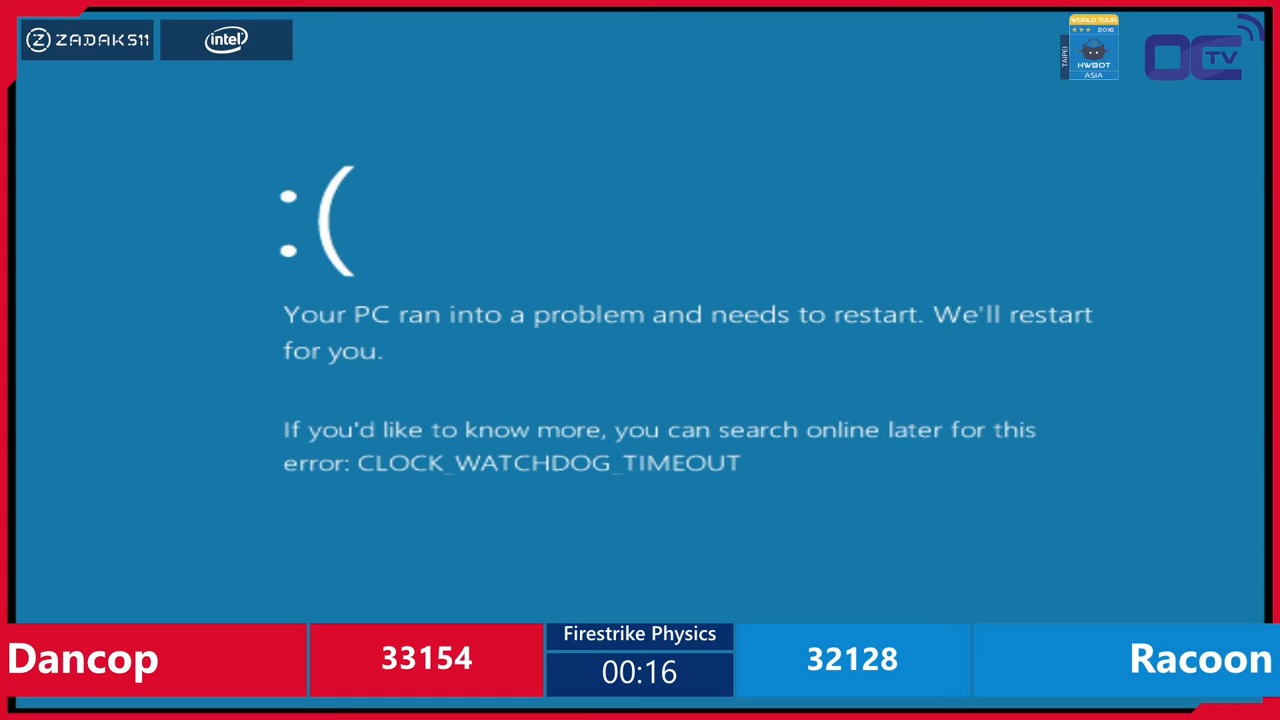 ZADAK511
intel
WORLD TOUR
2016
TAIPEI
HWBOT
ASIA
OC TV
:(
Your PC ran into a problem and needs to restart. We'll restart
for you.
If you'd like to know more, you can search online later for this
error: CLOCK_WATCHDOG_TIMEOUT
Dancop
33154
Firestrike Physics
00:16
32128
Racoon